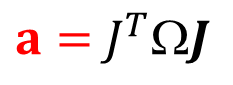 𝐚 = J^T Ω𝑱